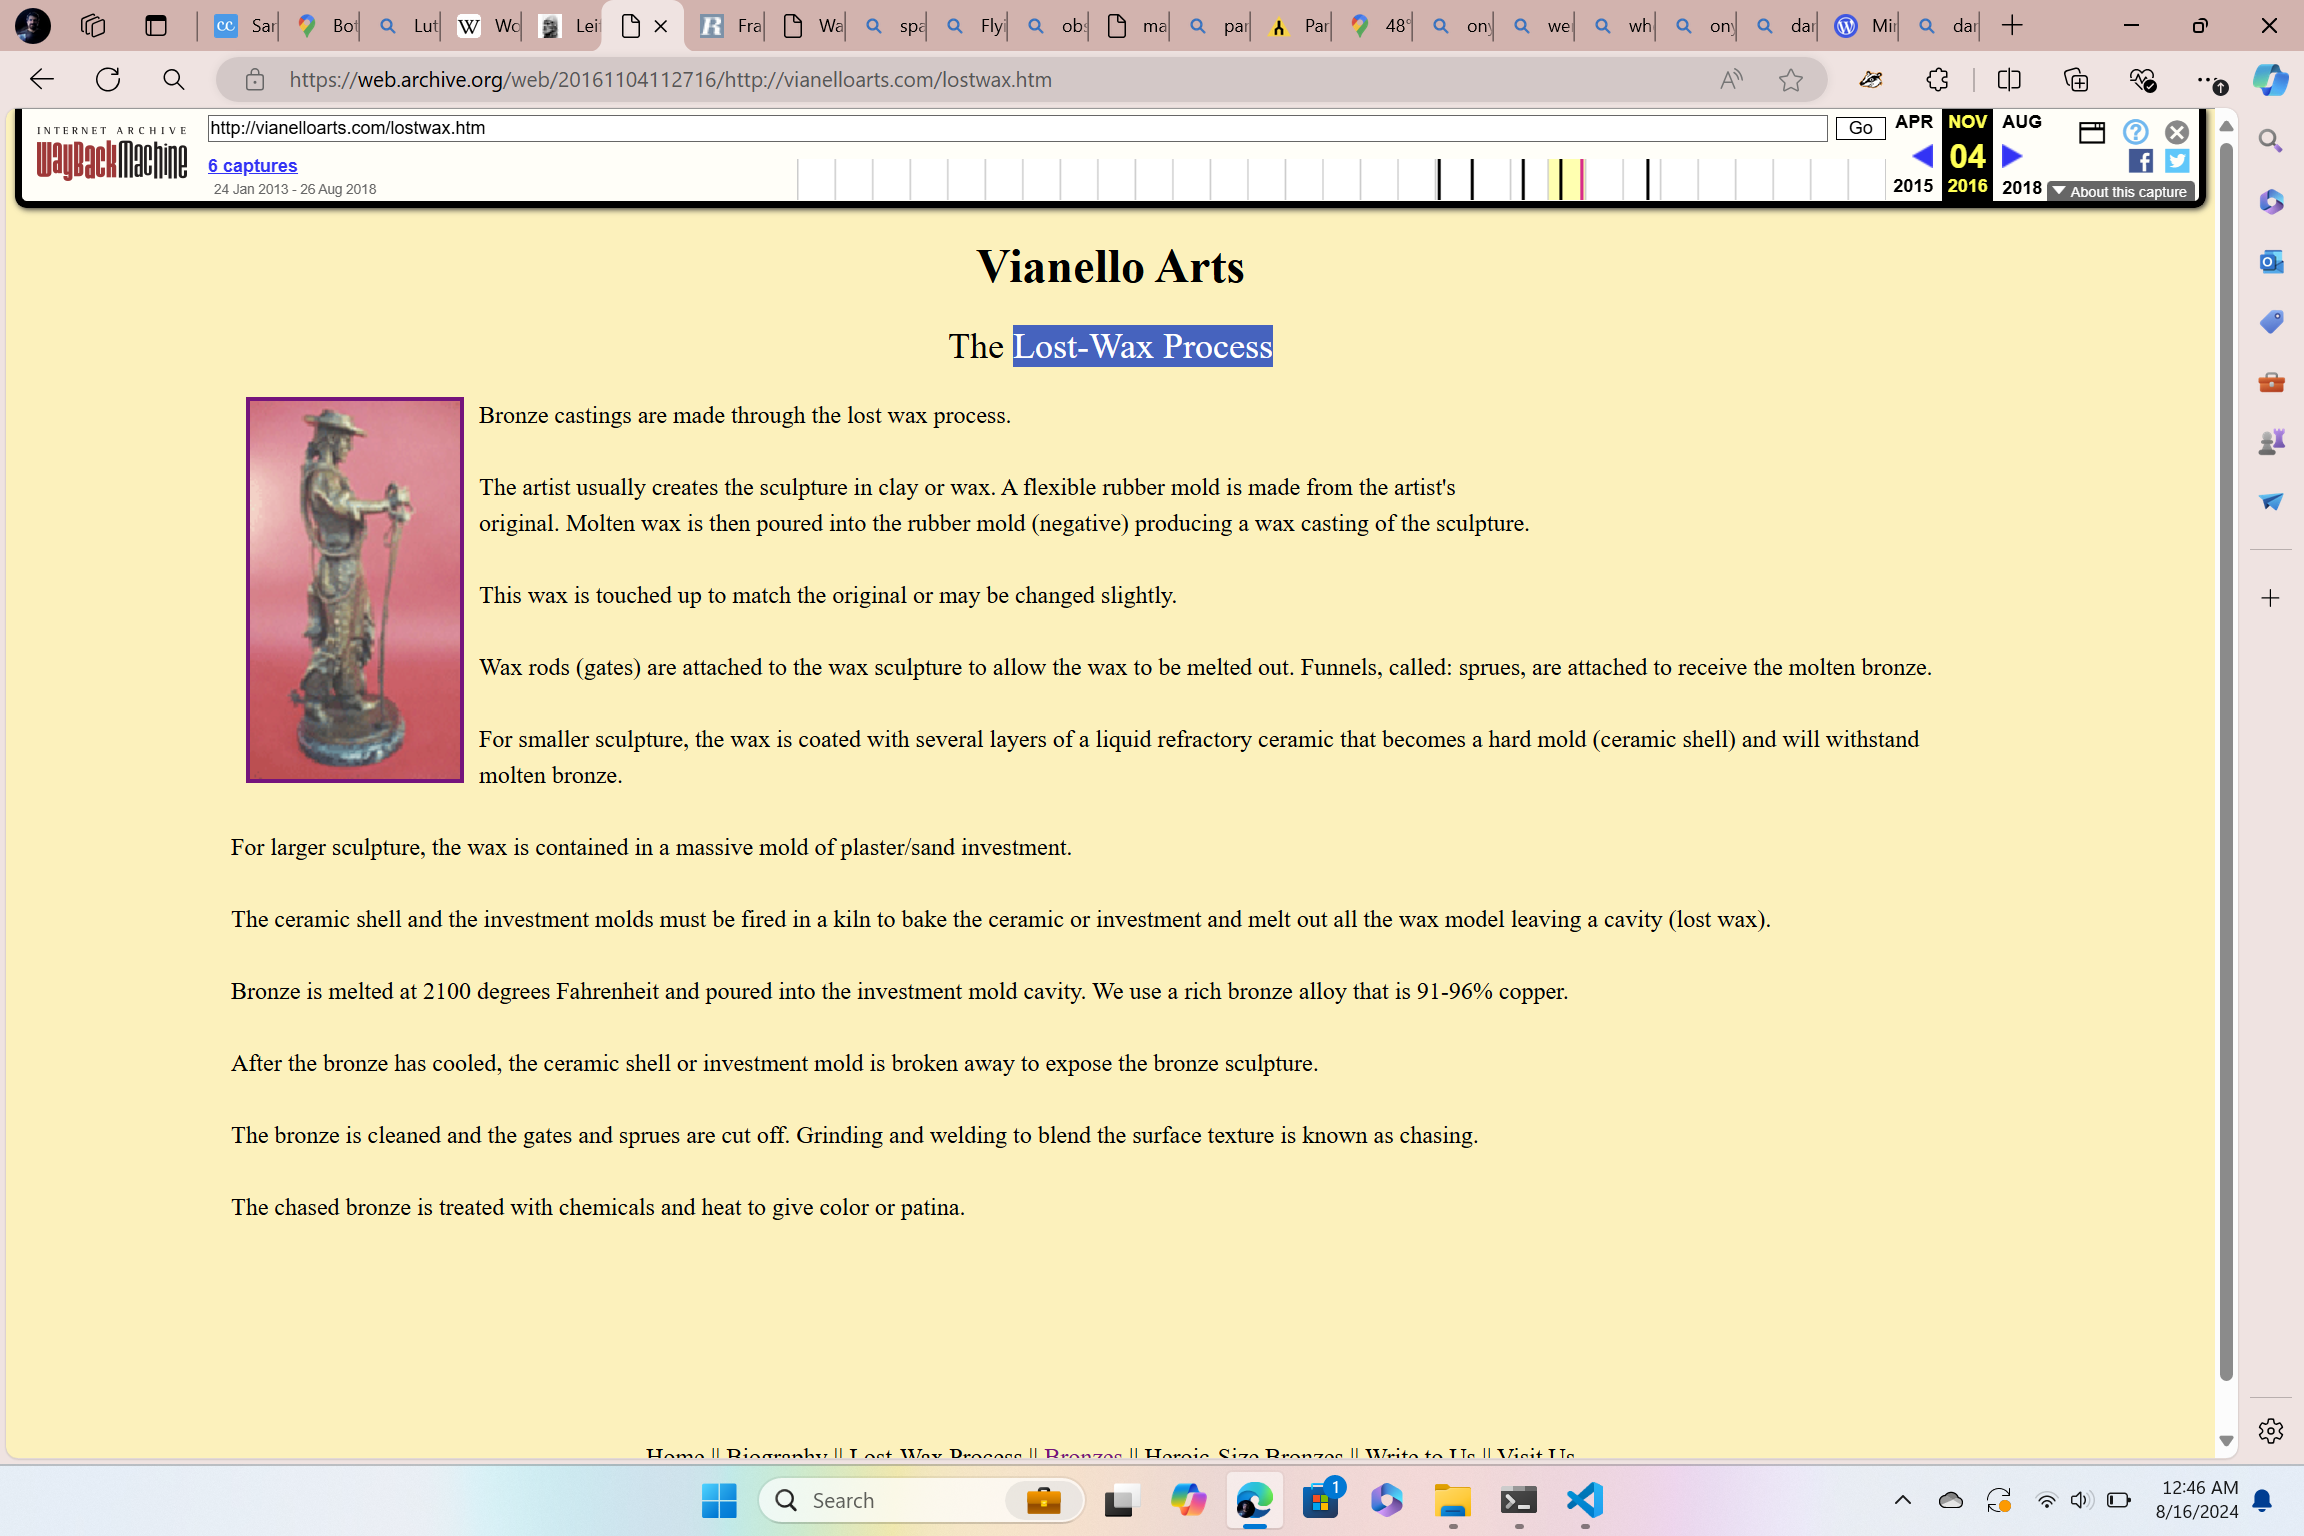 Sar
Bot
Lut
Wo
Lei
Fra
Wa
spa
Flyi
obs
ma
par
Par
48°
ony
wei
wh
ony
dar
Mir
dar
https://web.archive.org/web/20161104112716/http://vianelloarts.com/lostwax.htm
INTERNET ARCHIVE
WayBackMachine
http://vianelloarts.com/lostwax.htm
Go
6 captures
24 Jan 2013 - 26 Aug 2018
APR
NOV
AUG
04
2015
2016
2018
About this capture
Vianello Arts
The Lost-Wax Process
Bronze castings are made through the lost wax process.
The artist usually creates the sculpture in clay or wax. A flexible rubber mold is made from the artist's
original. Molten wax is then poured into the rubber mold (negative) producing a wax casting of the sculpture.
This wax is touched up to match the original or may be changed slightly.
Wax rods (gates) are attached to the wax sculpture to allow the wax to be melted out. Funnels, called: sprues, are attached to receive the molten bronze.
For smaller sculpture, the wax is coated with several layers of a liquid refractory ceramic that becomes a hard mold (ceramic shell) and will withstand
molten bronze.
For larger sculpture, the wax is contained in a massive mold of plaster/sand investment.
The ceramic shell and the investment molds must be fired in a kiln to bake the ceramic or investment and melt out all the wax model leaving a cavity (lost wax).
Bronze is melted at 2100 degrees Fahrenheit and poured into the investment mold cavity. We use a rich bronze alloy that is 91-96% copper.
After the bronze has cooled, the ceramic shell or investment mold is broken away to expose the bronze sculpture.
The bronze is cleaned and the gates and sprues are cut off. Grinding and welding to blend the surface texture is known as chasing.
The chased bronze is treated with chemicals and heat to give color or patina.
Home || Biography || Lost-Wax Process || Bronzes || Heroic-Size Bronzes || Write to Us || Visit Us
Search
1
12:46 AM
8/16/2024